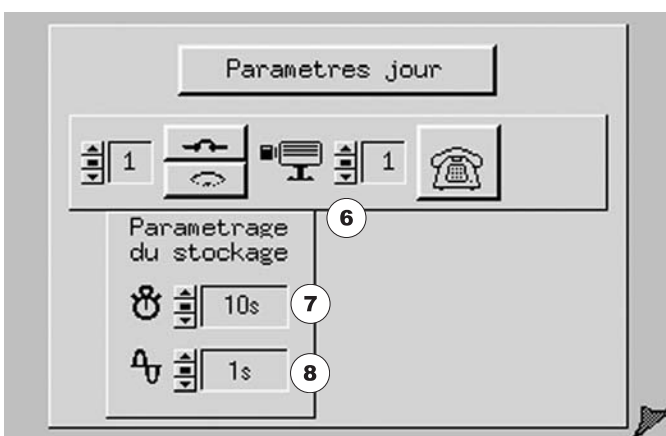 Parametres jour
1 1
6
Parametrage
du stockage
10s 7
1s 8